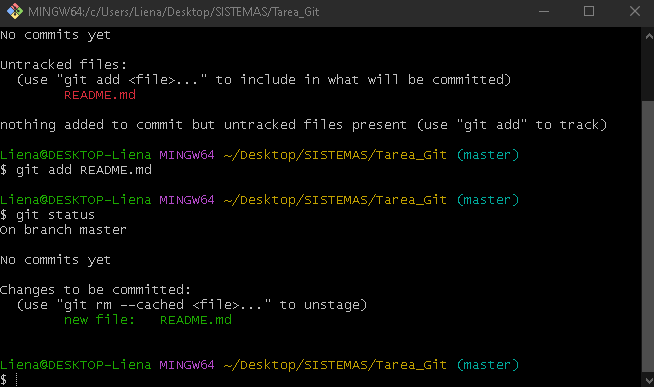 MINGW64:/c/Users/Liena/Desktop/SISTEMAS/Tarea_Git
No commits yet
Untracked files:
  (use "git add <file>..." to include in what will be committed)
        README.md
nothing added to commit but untracked files present (use "git add" to track)
Liena@DESKTOP-Liena MINGW64 ~/Desktop/SISTEMAS/Tarea_Git (master)
$ git add README.md
Liena@DESKTOP-Liena MINGW64 ~/Desktop/SISTEMAS/Tarea_Git (master)
$ git status
On branch master
No commits yet
Changes to be committed:
  (use "git rm --cached <file>..." to unstage)
        new file:   README.md
Liena@DESKTOP-Liena MINGW64 ~/Desktop/SISTEMAS/Tarea_Git (master)
$